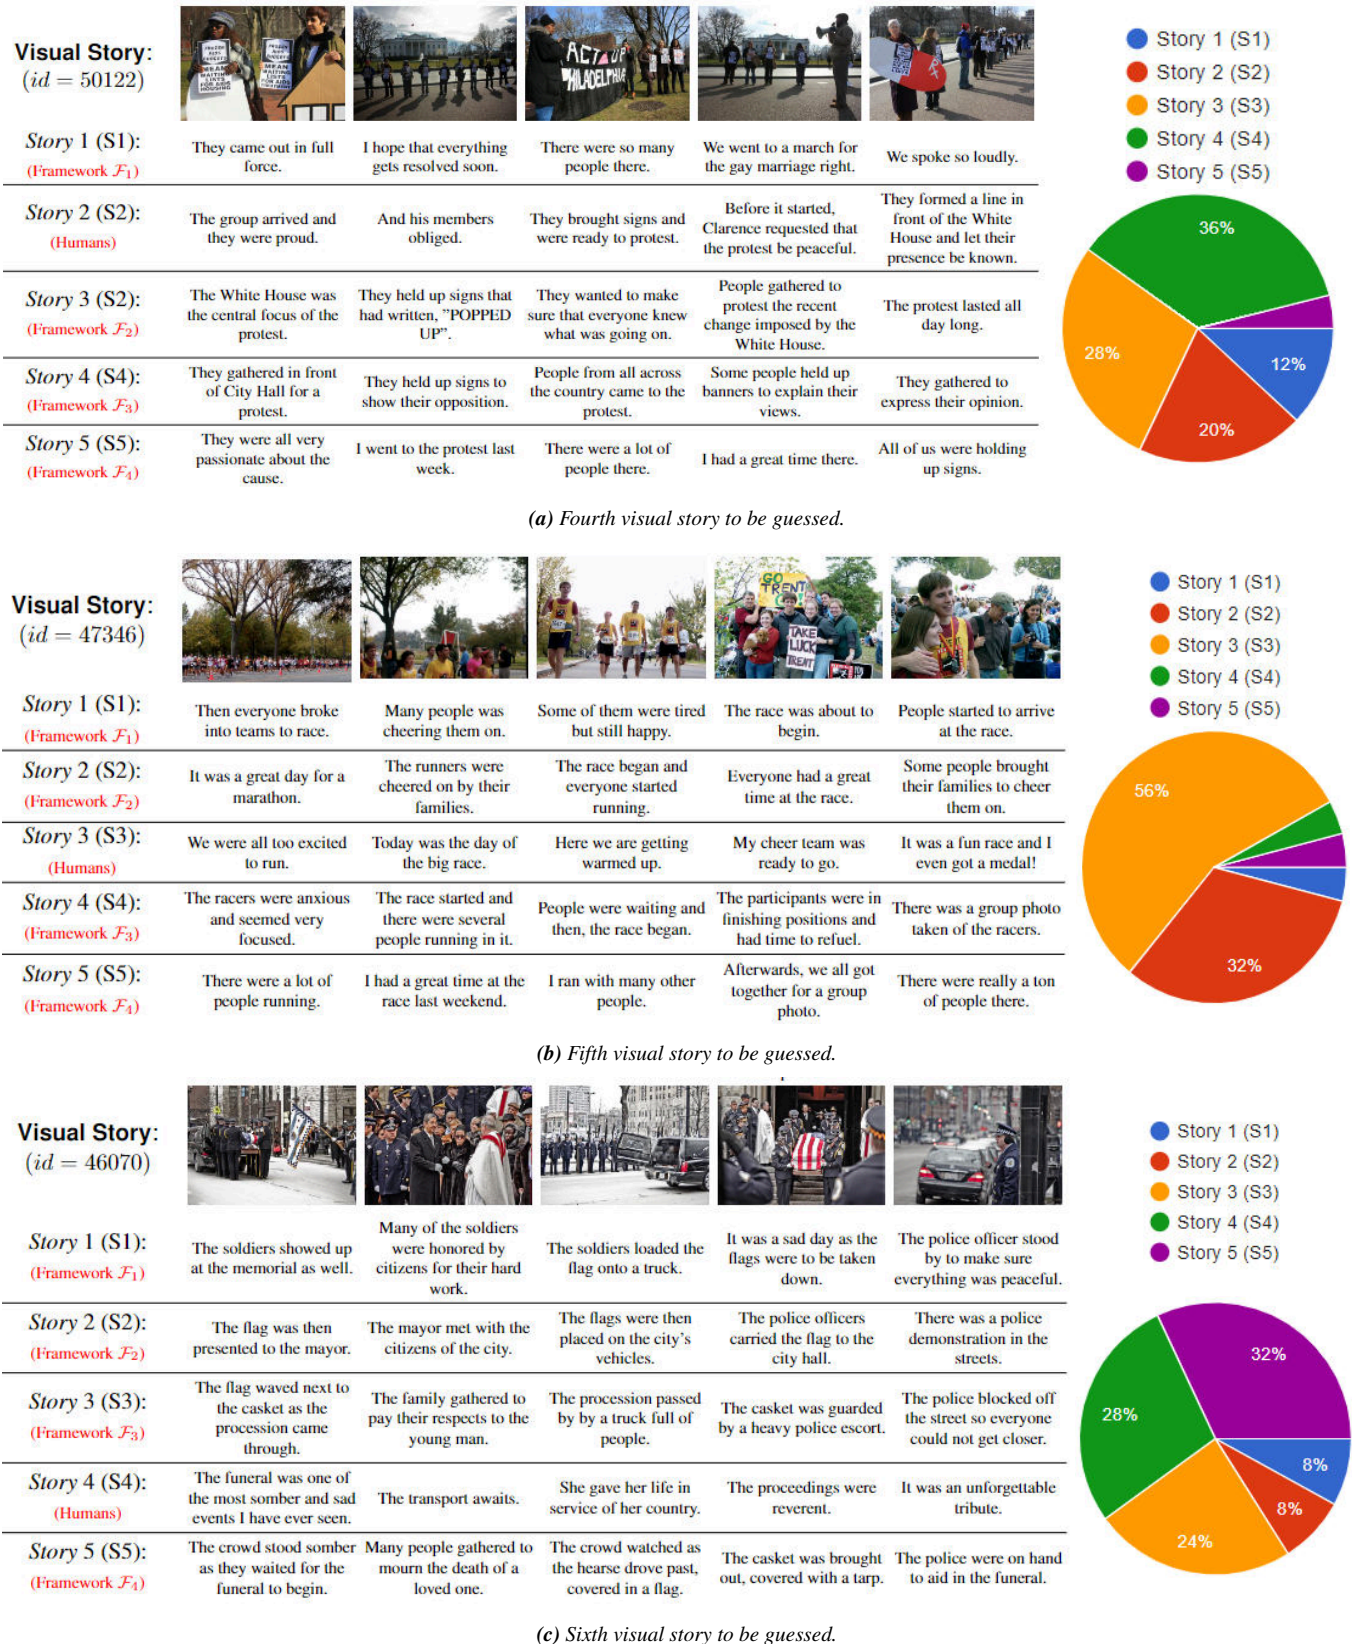 Visual Story:
(id = 50122)
Story 1 (S1)
Story 2 (S2)
Story 3 (S3)
Story 4 (S4)
Story 5 (S5)
ACT UP
PHILADELPHIA
MEAN
WAITING
LISTS
FOR AIDS
HOUSING
Story 1 (S1):
(Framework F1)
They came out in full
force.
I hope that everything
gets resolved soon.
There were so many
people there.
We went to a march for
the gay marriage right.
We spoke so loudly.
Story 2 (S2):
(Humans)
The group arrived and
they were proud.
And his members
obliged.
They brought signs and
were ready to protest.
Before it started,
Clarence requested that
the protest be peaceful.
They formed a line in
front of the White
House and let their
presence be known.
Story 3 (S2):
(Framework F2)
The White House was
the central focus of the
protest.
They held up signs that
had written, ”POPPED
UP”.
They wanted to make
sure that everyone knew
what was going on.
People gathered to
protest the recent
change imposed by the
White House.
The protest lasted all
day long.
Story 4 (S4):
(Framework F3)
They gathered in front
of City Hall for a
protest.
They held up signs to
show their opposition.
People from all across
the country came to the
protest.
Some people held up
banners to explain their
views.
They gathered to
express their opinion.
Story 5 (S5):
(Framework F4)
They were all very
passionate about the
cause.
I went to the protest last
week.
There were a lot of
people there.
I had a great time there.
All of us were holding
up signs.
36%
28%
12%
20%
(a) Fourth visual story to be guessed.
Visual Story:
(id = 47346)
GO
TRENT
GO!
TAKE
LUCK
TRENT
Story 1 (S1)
Story 2 (S2)
Story 3 (S3)
Story 4 (S4)
Story 5 (S5)
Story 1 (S1):
(Framework F1)
Then everyone broke
into teams to race.
Many people was
cheering them on.
Some of them were tired
but still happy.
The race was about to
begin.
People started to arrive
at the race.
Story 2 (S2):
(Framework F2)
It was a great day for a
marathon.
The runners were
cheered on by their
families.
The race began and
everyone started
running.
Everyone had a great
time at the race.
Some people brought
their families to cheer
them on.
Story 3 (S3):
(Humans)
We were all too excited
to run.
Today was the day of
the big race.
Here we are getting
warmed up.
My cheer team was
ready to go.
It was a fun race and I
even got a medal!
Story 4 (S4):
(Framework F3)
The racers were anxious
and seemed very
focused.
The race started and
there were several
people running in it.
People were waiting and
then, the race began.
The participants were in
finishing positions and
had time to refuel.
There was a group photo
taken of the racers.
Story 5 (S5):
(Framework F4)
There were a lot of
people running.
I had a great time at the
race last weekend.
I ran with many other
people.
Afterwards, we all got
together for a group
photo.
There were really a ton
of people there.
56%
32%
(b) Fifth visual story to be guessed.
Visual Story:
(id = 46070)
Story 1 (S1)
Story 2 (S2)
Story 3 (S3)
Story 4 (S4)
Story 5 (S5)
Story 1 (S1):
(Framework F1)
The soldiers showed up
at the memorial as well.
Many of the soldiers
were honored by
citizens for their hard
work.
The soldiers loaded the
flag onto a truck.
It was a sad day as the
flags were to be taken
down.
The police officer stood
by to make sure
everything was peaceful.
Story 2 (S2):
(Framework F2)
The flag was then
presented to the mayor.
The mayor met with the
citizens of the city.
The flags were then
placed on the city’s
vehicles.
The police officers
carried the flag to the
city hall.
There was a police
demonstration in the
streets.
Story 3 (S3):
(Framework F3)
The flag waved next to
the casket as the
procession came
through.
The family gathered to
pay their respects to the
young man.
The procession passed
by by a truck full of
people.
The casket was guarded
by a heavy police escort.
The police blocked off
the street so everyone
could not get closer.
Story 4 (S4):
(Humans)
The funeral was one of
the most somber and sad
events I have ever seen.
The transport awaits.
She gave her life in
service of her country.
The proceedings were
reverent.
It was an unforgettable
tribute.
Story 5 (S5):
(Framework F4)
The crowd stood somber
as they waited for the
funeral to begin.
Many people gathered to
mourn the death of a
loved one.
The crowd watched as
the hearse drove past,
covered in a flag.
The casket was brought
out, covered with a tarp.
The police were on hand
to aid in the funeral.
32%
28%
8%
8%
24%
(c) Sixth visual story to be guessed.